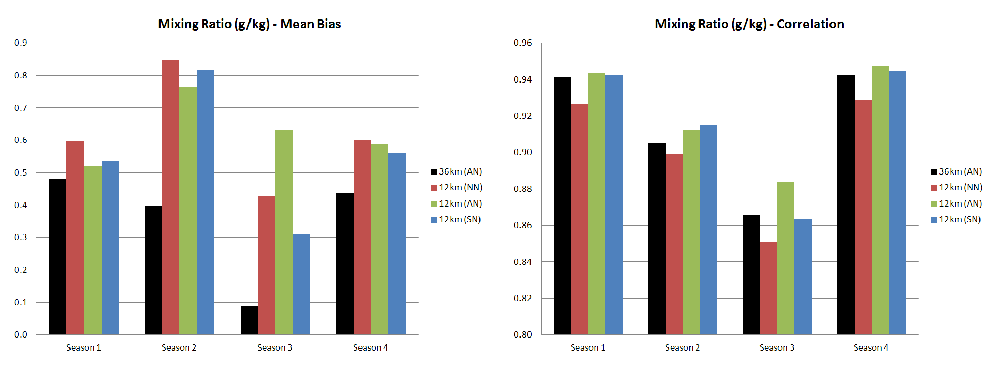 Mixing Ratio (g/kg) - Mean Bias
0.9
0.8
0.7
0.6
0.5
0.4
0.3
0.2
0.1
0.0
Season 1 Season 2 Season 3 Season 4
36km (AN)
12km (NN)
12km (AN)
12km (SN)
Mixing Ratio (g/kg) - Correlation
0.96
0.94
0.92
0.90
0.88
0.86
0.84
0.82
0.80
Season 1 Season 2 Season 3 Season 4
36km (AN)
12km (NN)
12km (AN)
12km (SN)